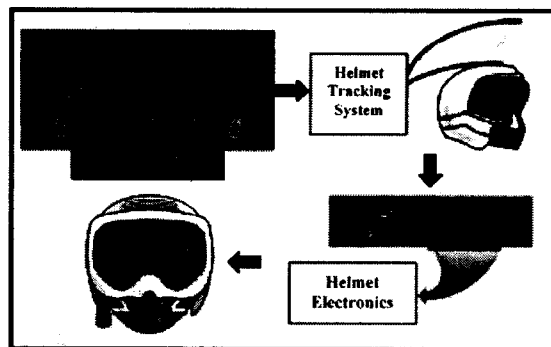 Helmet
Tracking
System
Helmet
Electronics